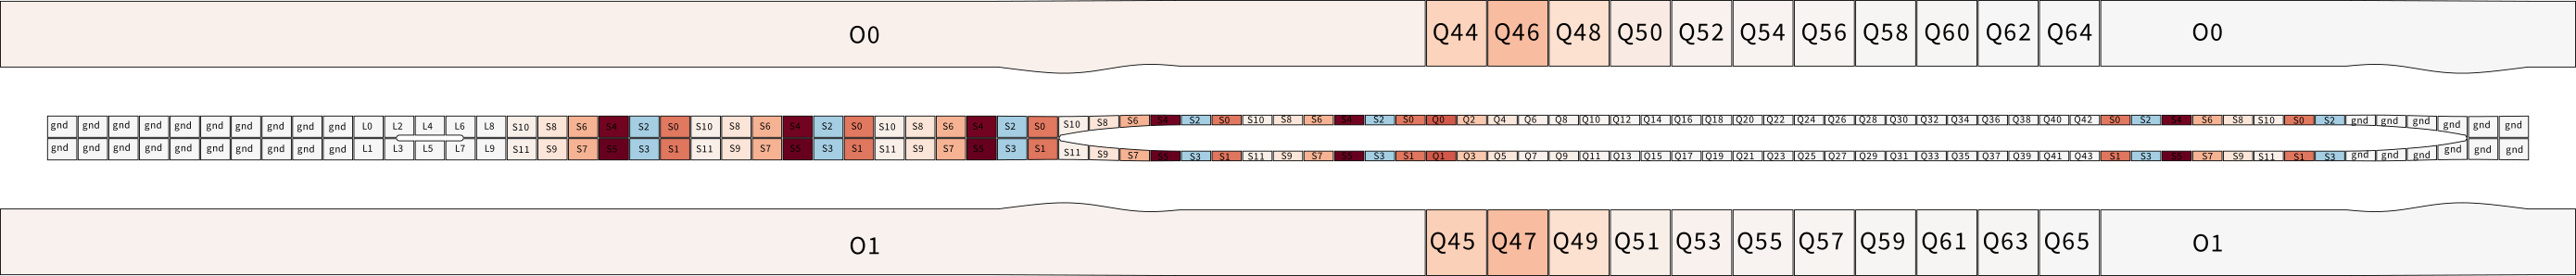 O0 Q44 Q46 Q48 Q50 Q52 Q54 Q56 Q58 Q60 Q62 Q64 O0
gnd gnd gnd gnd gnd gnd gnd gnd gnd gnd L0 L2 L4 L6 L8 S10 S8 S6 S4 S2 S0 S10 S8 S6 S4 S2 S0 S10 S8 S6 S4 S2 S0 S10 S8 S6 S4 S2 S0 S10 S8 S6 S4 S2 S0 Q0 Q2 Q4 Q6 Q8 Q10 Q12 Q14 Q16 Q18 Q20 Q22 Q24 Q26 Q28 Q30 Q32 Q34 Q36 Q38 Q40 Q42 S0 S2 S4 S6 S8 S10 S0 S2 gnd gnd gnd gnd gnd gnd
gnd gnd gnd gnd gnd gnd gnd gnd gnd gnd L1 L3 L5 L7 L9 S11 S9 S7 S5 S3 S1 S11 S9 S7 S5 S3 S1 S11 S9 S7 S5 S3 S1 S11 S9 S7 S5 S3 S1 S11 S9 S7 S5 S3 S1 Q1 Q3 Q5 Q7 Q9 Q11 Q13 Q15 Q17 Q19 Q21 Q23 Q25 Q27 Q29 Q31 Q33 Q35 Q37 Q39 Q41 Q43 S1 S3 S5 S7 S9 S11 S1 S3 gnd gnd gnd gnd gnd gnd
O1 Q45 Q47 Q49 Q51 Q53 Q55 Q57 Q59 Q61 Q63 Q65 O1